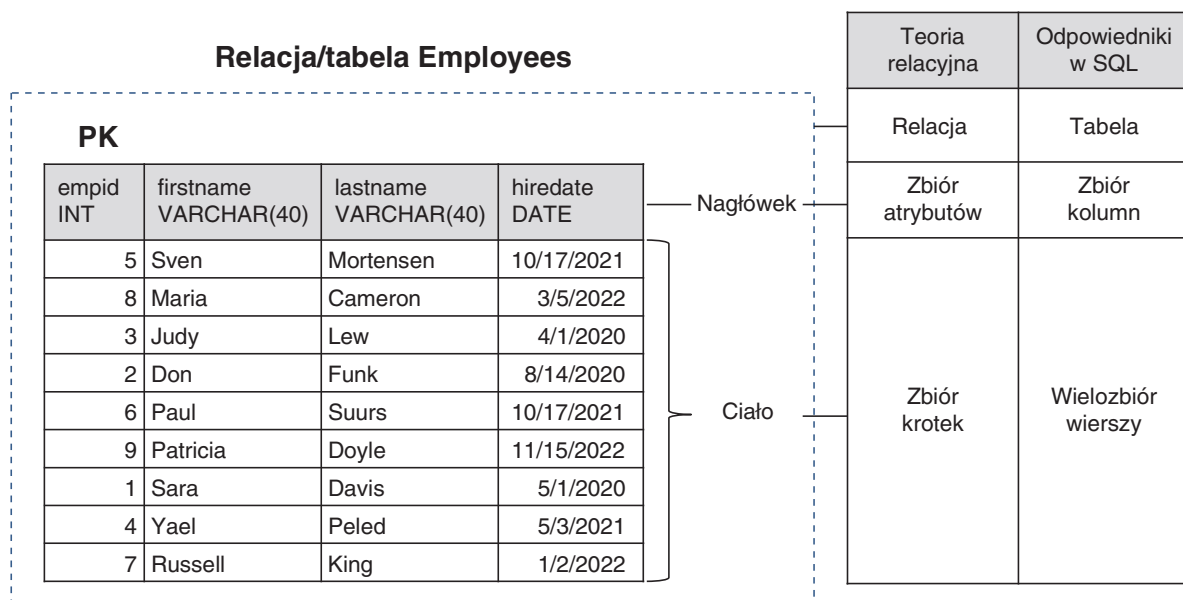 Relacja/tabela Employees
PK
empid firstname lastname hiredate
INT VARCHAR(40) VARCHAR(40) DATE
5 Sven Mortensen 10/17/2021
8 Maria Cameron 3/5/2022
3 Judy Lew 4/1/2020
2 Don Funk 8/14/2020
6 Paul Suurs 10/17/2021
9 Patricia Doyle 11/15/2022
1 Sara Davis 5/1/2020
4 Yael Peled 5/3/2021
7 Russell King 1/2/2022
Nagłówek
Ciało
Teoria Odpowiedniki
relacyjna w SQL
Relacja Tabela
Zbiór Zbiór
atrybutów kolumn
Zbiór Wielozbiór
krotek wierszy